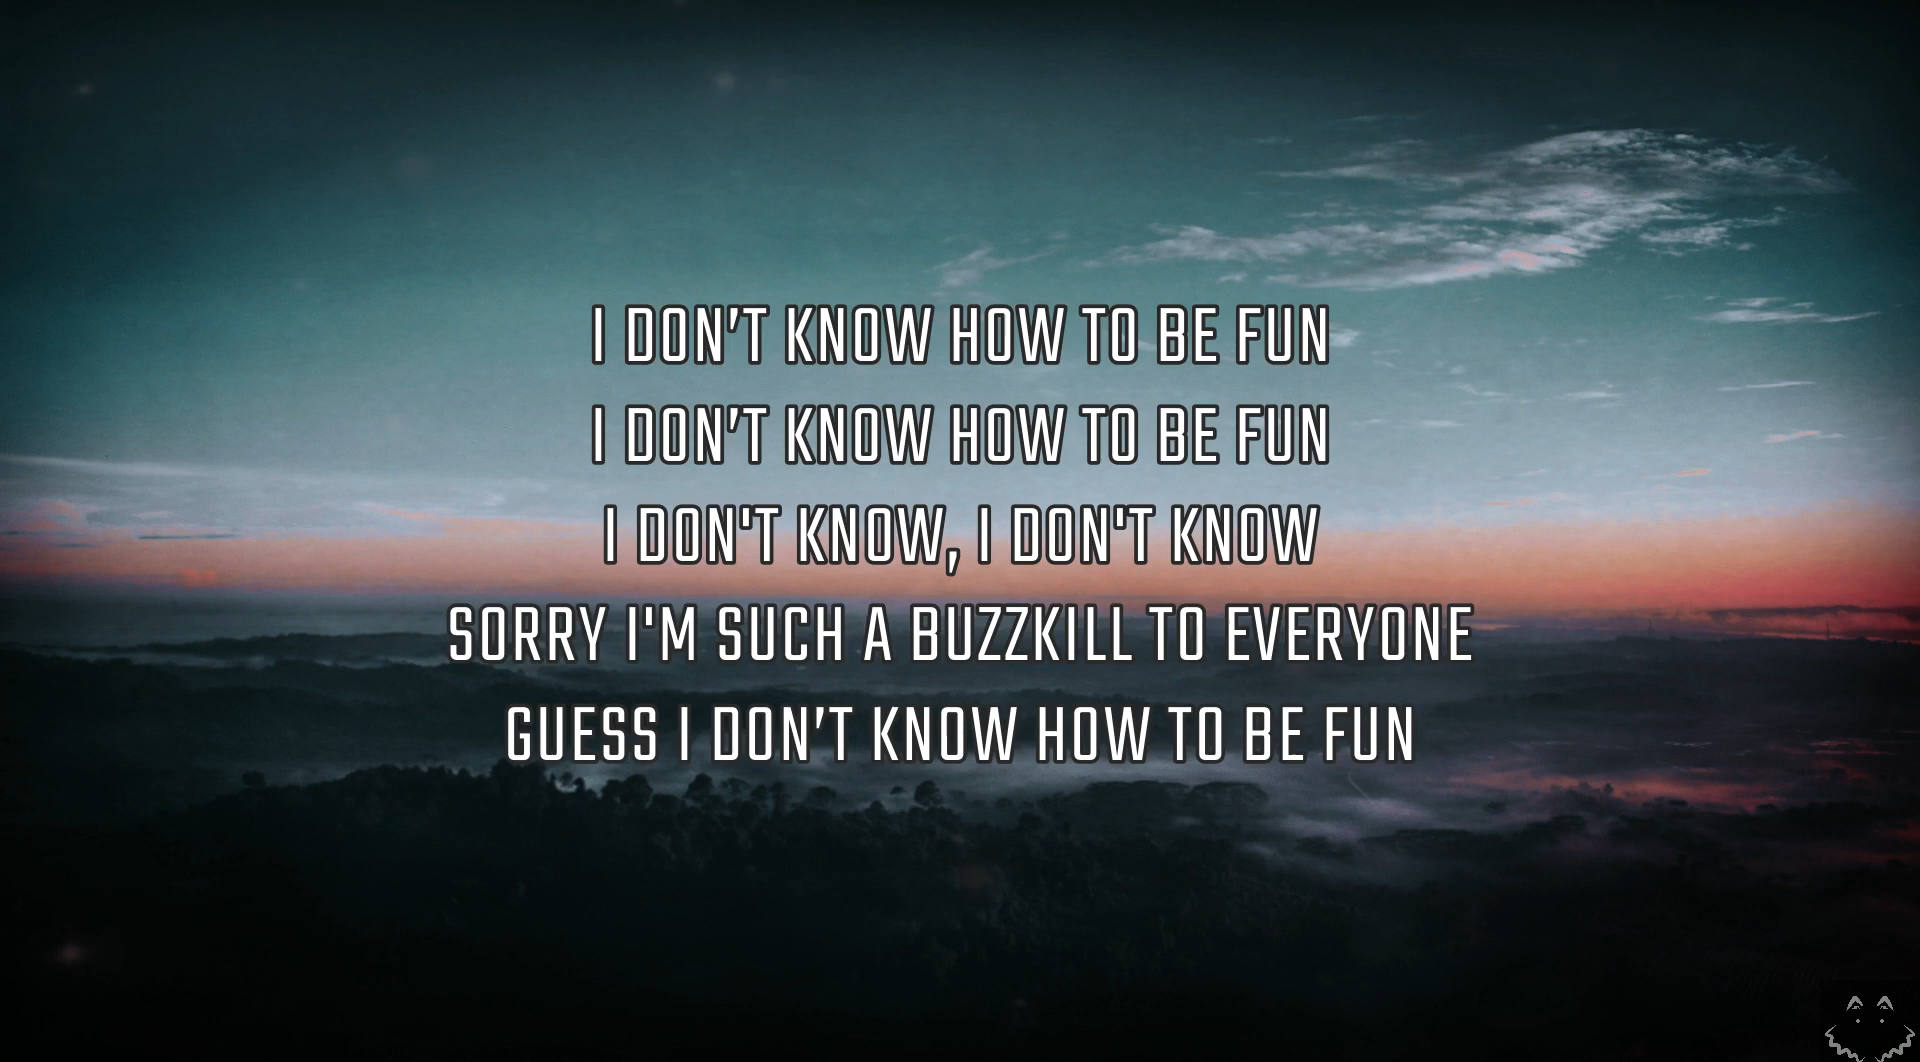 I DON’T KNOW HOW TO BE FUN
I DON’T KNOW HOW TO BE FUN
I DON'T KNOW, I DON'T KNOW
SORRY I'M SUCH A BUZZKILL TO EVERYONE
GUESS I DON’T KNOW HOW TO BE FUN